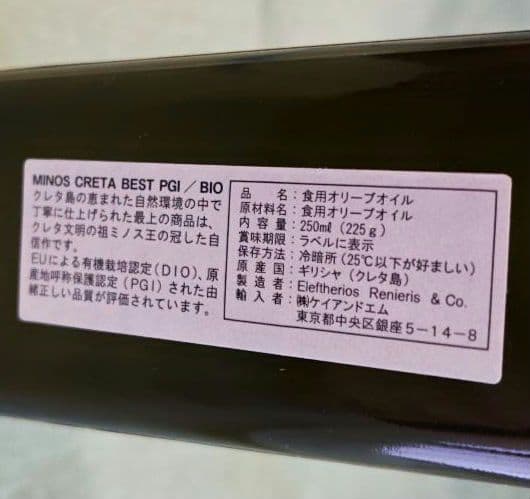 MINOS CRETA BEST PGI／BIO
クレタ島の恵まれた自然環境の中で
丁寧に仕上げられた最上の商品は、
クレタ文明の祖ミノス王の冠した自
信作です。
EUによる有機栽培認定(DIO)、原
産地呼称保護認定(PGI)された由
緒正しい品質が評価されています。
品名：食用オリーブオイル
原材料名：食用オリーブオイル
内容量：250㎖(225g)
賞味期限：ラベルに表示
保存方法：冷暗所(25℃以下が好ましい)
原産国：ギリシャ(クレタ島)
製造者：Eleftherios Renieris & Co.
輸入者：㈱ケイアンドエム
東京都中央区銀座5-14-8